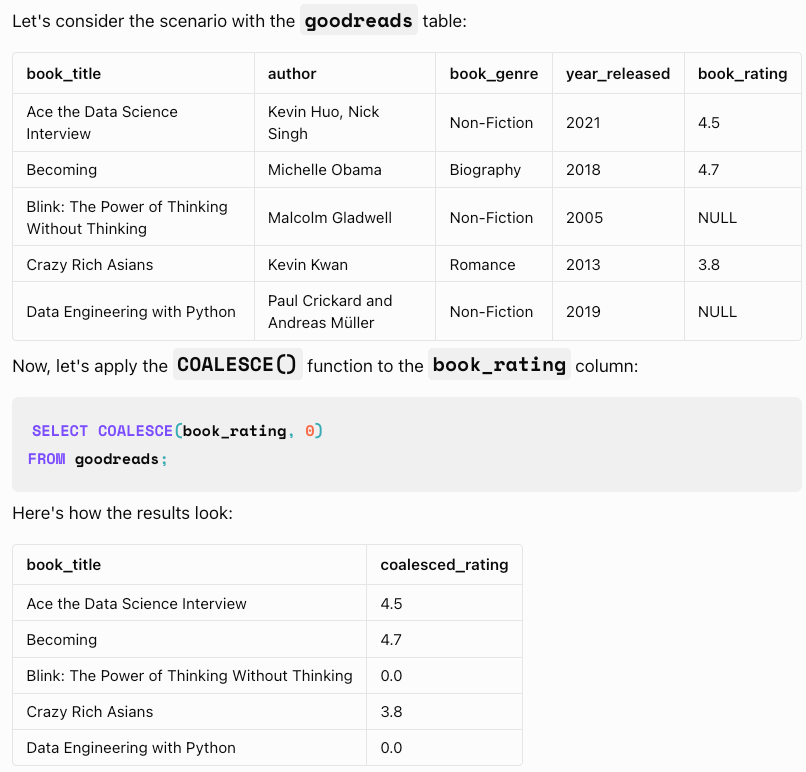 Let's consider the scenario with the goodreads table:
book_title author book_genre year_released book_rating
Ace the Data Science Interview Kevin Huo, Nick Singh Non-Fiction 2021 4.5
Becoming Michelle Obama Biography 2018 4.7
Blink: The Power of Thinking Without Thinking Malcolm Gladwell Non-Fiction 2005 NULL
Crazy Rich Asians Kevin Kwan Romance 2013 3.8
Data Engineering with Python Paul Crickard and Andreas Müller Non-Fiction 2019 NULL
Now, let's apply the COALESCE() function to the book_rating column:
SELECT COALESCE(book_rating, 0)
FROM goodreads;
Here's how the results look:
book_title coalesced_rating
Ace the Data Science Interview 4.5
Becoming 4.7
Blink: The Power of Thinking Without Thinking 0.0
Crazy Rich Asians 3.8
Data Engineering with Python 0.0